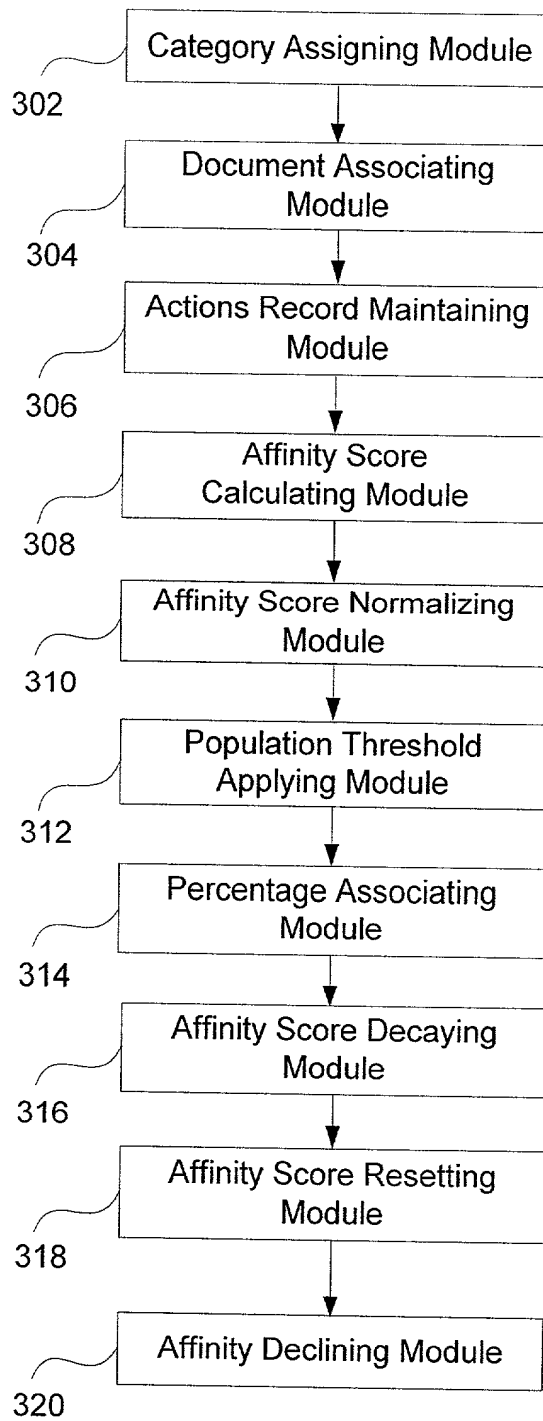 Category Assigning Module
302
Document Associating
Module
304
Actions Record Maintaining
Module
306
Affinity Score
Calculating Module
308
Affinity Score Normalizing
Module
310
Population Threshold
Applying Module
312
Percentage Associating
Module
314
Affinity Score Decaying
Module
316
Affinity Score Resetting
Module
318
Affinity Declining Module
320